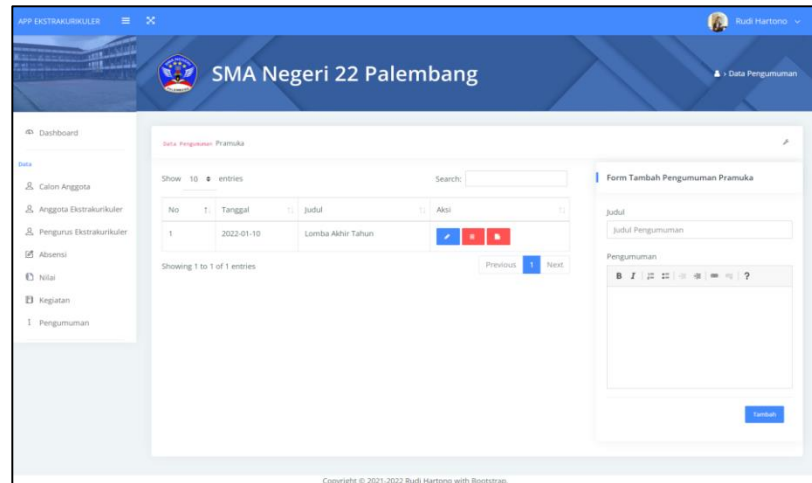 APP EKSTRAKURIKULER
Rudi Hartono
SMA Negeri 22 Palembang
> Data Pengumuman
Dashboard
Data
Calon Anggota
Anggota Ekstrakurikuler
Pengurus Ekstrakurikuler
Absensi
Nilai
Kegiatan
Pengumuman
Data Pengumuman Pramuka
Show 10 entries
Search:
No Tanggal Judul Aksi
1 2022-01-10 Lomba Akhir Tahun
Showing 1 to 1 of 1 entries
Previous 1 Next
Form Tambah Pengumuman Pramuka
Judul
Judul Pengumuman
Pengumuman
B I ?
Tambah
Copyright © 2021-2022 Rudi Hartono with Bootstrap.